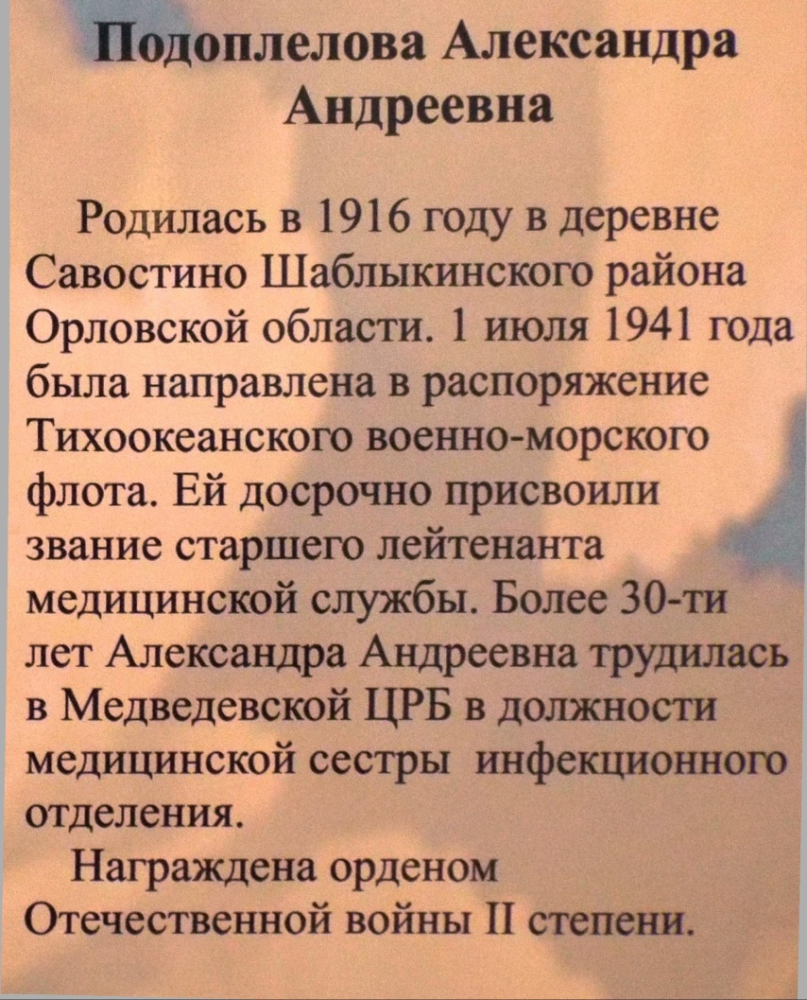 Подоплелова Александра
Андреевна
Родилась в 1916 году в деревне
Савостино Шаблыкинского района
Орловской области. 1 июля 1941 года
была направлена в распоряжение
Тихоокеанского военно-морского
флота. Ей досрочно присвоили
звание старшего лейтенанта
медицинской службы. Более 30-ти
лет Александра Андреевна трудилась
в Медведевской ЦРБ в должности
медицинской сестры инфекционного
отделения.
Награждена орденом
Отечественной войны II степени.